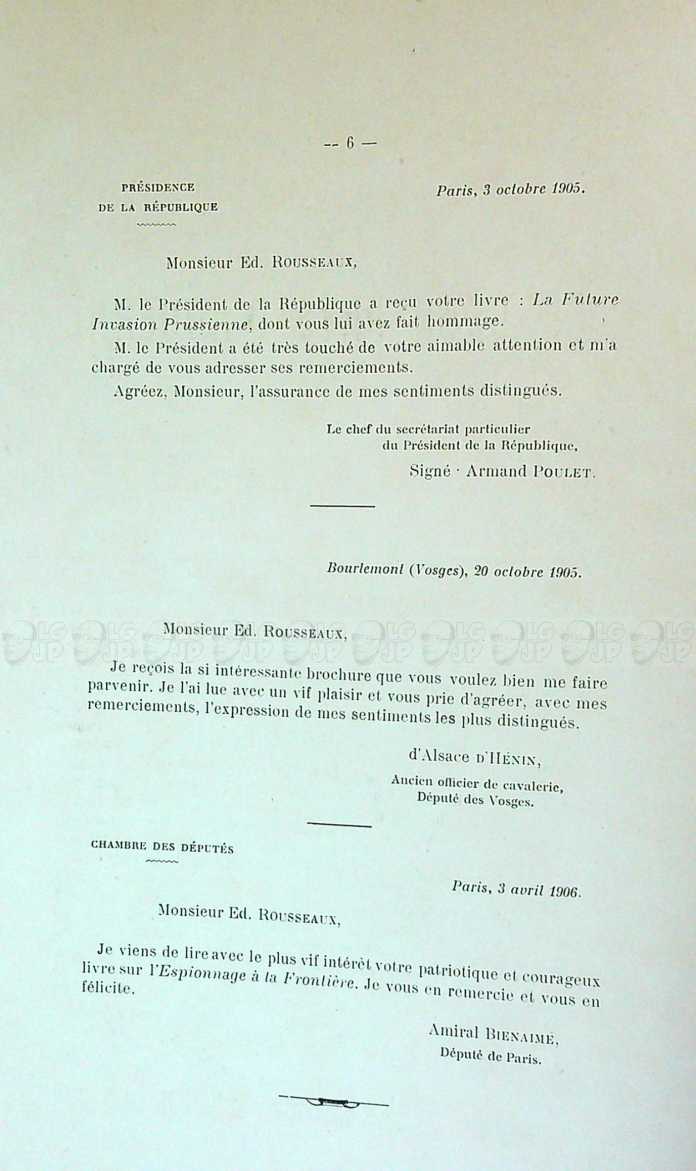 -- 6 —
PRÉSIDENCE
DE LA RÉPUBLIQUE
Paris, 3 octobre 1905.
Monsieur Ed. ROUSSEAUX,
M. le Président de la République a reçu votre livre : La Future
Invasion Prussienne, dont vous lui avez fait hommage.
M. le Président a été très touché de votre aimable attention et m'a
chargé de vous adresser ses remerciements.
Agréez, Monsieur, l'assurance de mes sentiments distingués.
Le chef du secrétariat particulier
du Président de la République,
Signé · Armand POULET.
Bourlemont (Vosges), 20 octobre 1905.
Monsieur Ed. ROUSSEAUX,
Je reçois la si intéressante brochure que vous voulez bien me faire
parvenir. Je l'ai lue avec un vif plaisir et vous prie d'agréer, avec mes
remerciements, l'expression de mes sentiments les plus distingués.
d'Alsace D'HÉNIN,
Ancien officier de cavalerie,
Député des Vosges.
CHAMBRE DES DÉPUTÉS
Paris, 3 avril 1906.
Monsieur Ed. ROUSSEAUX,
Je viens de lire avec le plus vif intérêt votre patriotique et courageux
livre sur l'Espionnage à la Frontière. Je vous en remercie et vous en
félicite.
Amiral BIENAIMÉ,
Député de Paris.